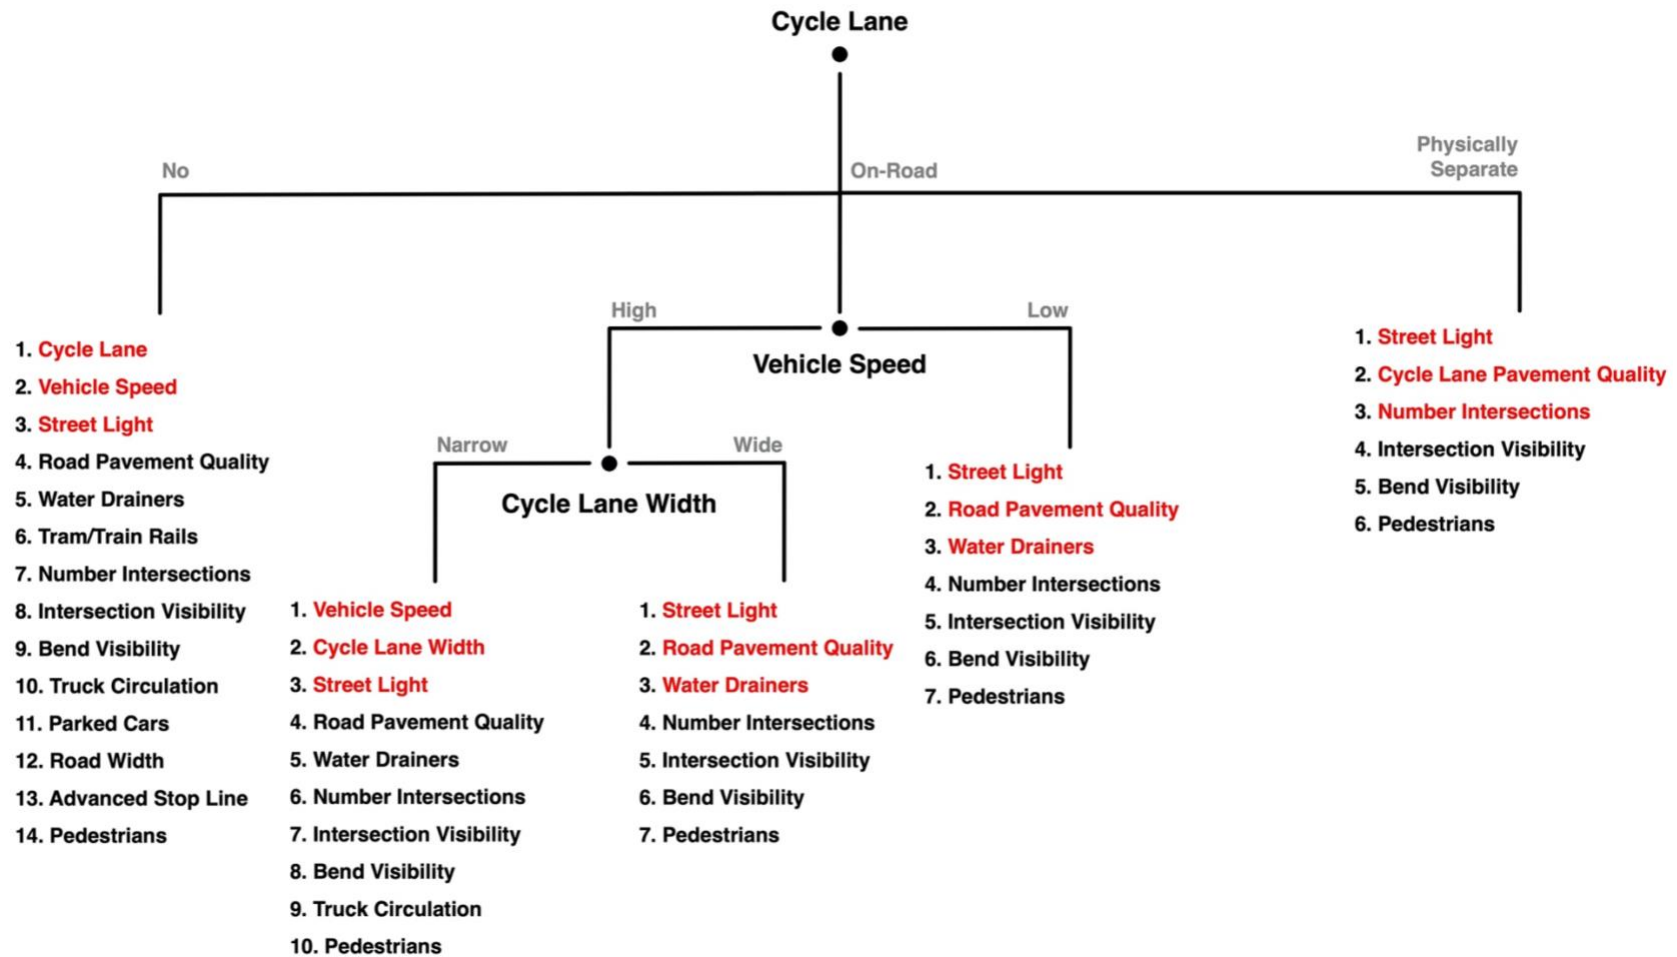 Cycle Lane
No
On-Road
Physically
Separate
High
Low
Vehicle Speed
Narrow
Wide
Cycle Lane Width
1. Cycle Lane
2. Vehicle Speed
3. Street Light
4. Road Pavement Quality
5. Water Drainers
6. Tram/Train Rails
7. Number Intersections
8. Intersection Visibility
9. Bend Visibility
10. Truck Circulation
11. Parked Cars
12. Road Width
13. Advanced Stop Line
14. Pedestrians
1. Vehicle Speed
2. Cycle Lane Width
3. Street Light
4. Road Pavement Quality
5. Water Drainers
6. Number Intersections
7. Intersection Visibility
8. Bend Visibility
9. Truck Circulation
10. Pedestrians
1. Street Light
2. Road Pavement Quality
3. Water Drainers
4. Number Intersections
5. Intersection Visibility
6. Bend Visibility
7. Pedestrians
1. Street Light
2. Road Pavement Quality
3. Water Drainers
4. Number Intersections
5. Intersection Visibility
6. Bend Visibility
7. Pedestrians
1. Street Light
2. Cycle Lane Pavement Quality
3. Number Intersections
4. Intersection Visibility
5. Bend Visibility
6. Pedestrians